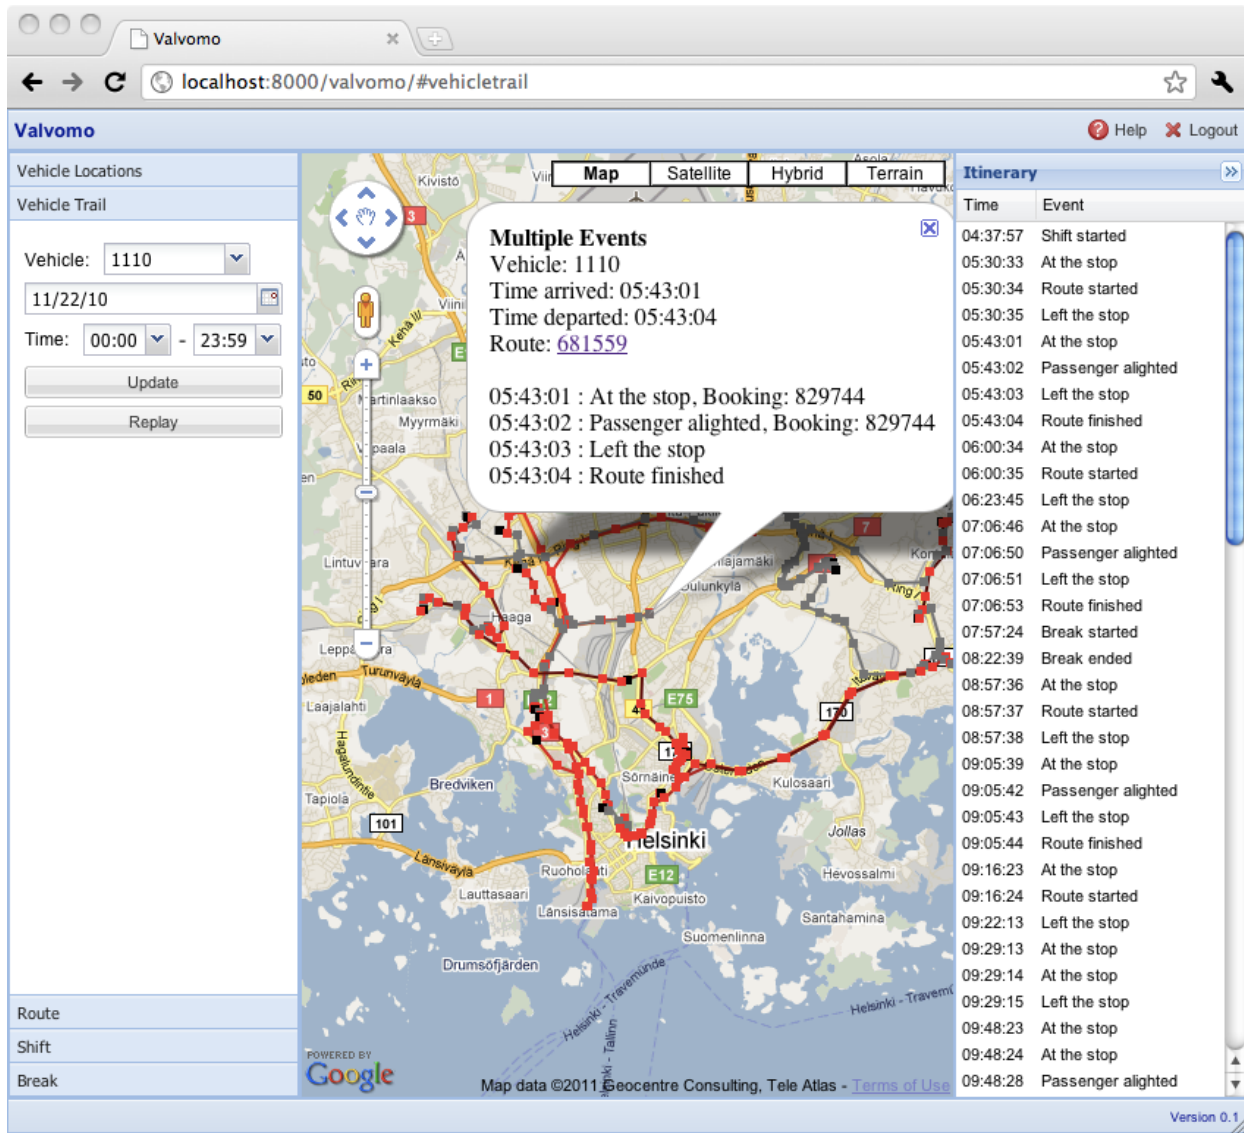 Valvomo
localhost:8000/valvomo/#vehicletrail
Valvomo
Help
Logout
Vehicle Locations
Vehicle Trail
Vehicle: 1110
11/22/10
Time: 00:00 - 23:59
Update
Replay
Route
Shift
Break
Map
Satellite
Hybrid
Terrain
Kivistö
3
Multiple Events
Vehicle: 1110
Time arrived: 05:43:01
Time departed: 05:43:04
Route: 681559
05:43:01 : At the stop, Booking: 829744
05:43:02 : Passenger alighted, Booking: 829744
05:43:03 : Left the stop
05:43:04 : Route finished
Kehä II/
50
Myyrmäki
7
Ring I
Haaga
Ring I
Turunväylä
Laajalahti
1
E75
170
3
Hagalundintie
Bredviken
Kulosaari
Tapiola
101
Jollas
Helsinki
Länsiväylä
Ruoholahti
E12
Hevossalmi
Lauttasaari
Kaivopuisto
Länsisatama
Santahamina
Suomenlinna
Drumsöfjärden
Helsinki - Travemünde
POWERED BY
Google
Map data ©2011 Geocentre Consulting, Tele Atlas - Terms of Use
Itinerary
Time Event
04:37:57 Shift started
05:30:33 At the stop
05:30:34 Route started
05:30:35 Left the stop
05:43:01 At the stop
05:43:02 Passenger alighted
05:43:03 Left the stop
05:43:04 Route finished
06:00:34 At the stop
06:00:35 Route started
06:23:45 Left the stop
07:06:46 At the stop
07:06:50 Passenger alighted
07:06:51 Left the stop
07:06:53 Route finished
07:57:24 Break started
08:22:39 Break ended
08:57:36 At the stop
08:57:37 Route started
08:57:38 Left the stop
09:05:39 At the stop
09:05:42 Passenger alighted
09:05:43 Left the stop
09:05:44 Route finished
09:16:23 At the stop
09:16:24 Route started
09:22:13 Left the stop
09:29:13 At the stop
09:29:14 At the stop
09:29:15 Left the stop
09:48:23 At the stop
09:48:24 At the stop
09:48:28 Passenger alighted
Version 0.1